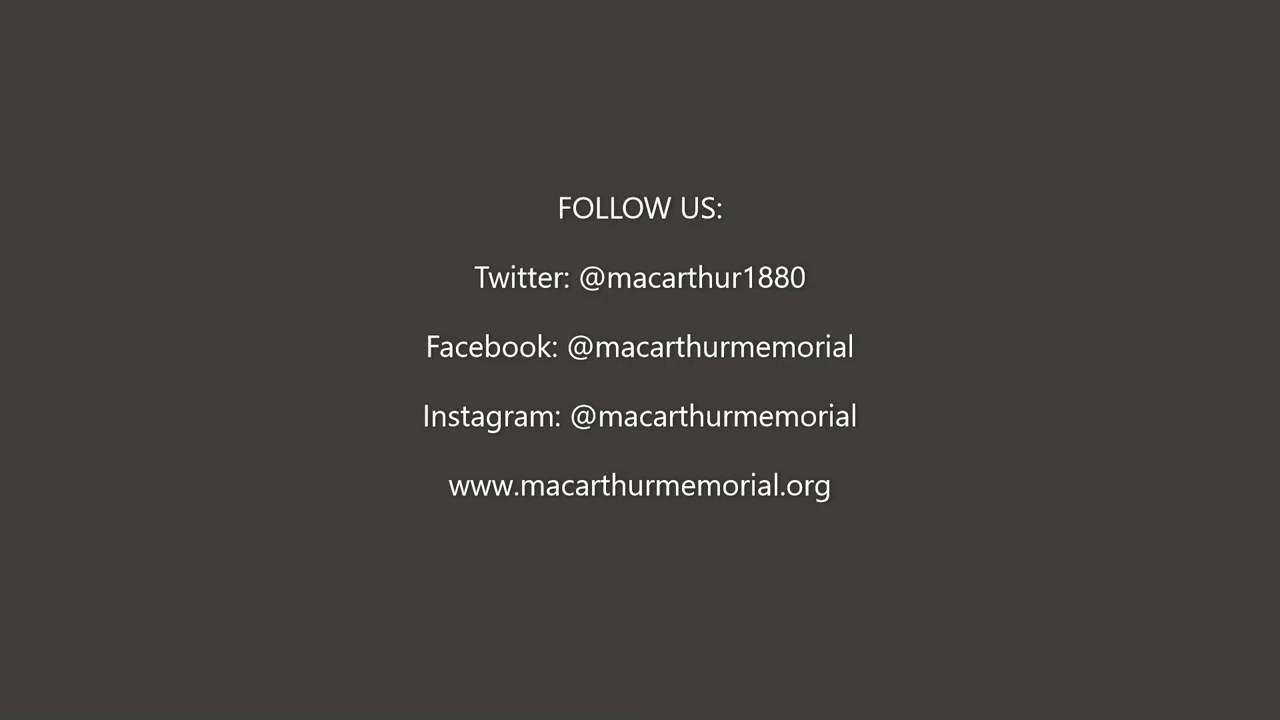 FOLLOW US:
Twitter: @macarthur1880
Facebook: @macarthurmemorial
Instagram: @macarthurmemorial
www.macarthurmemorial.org